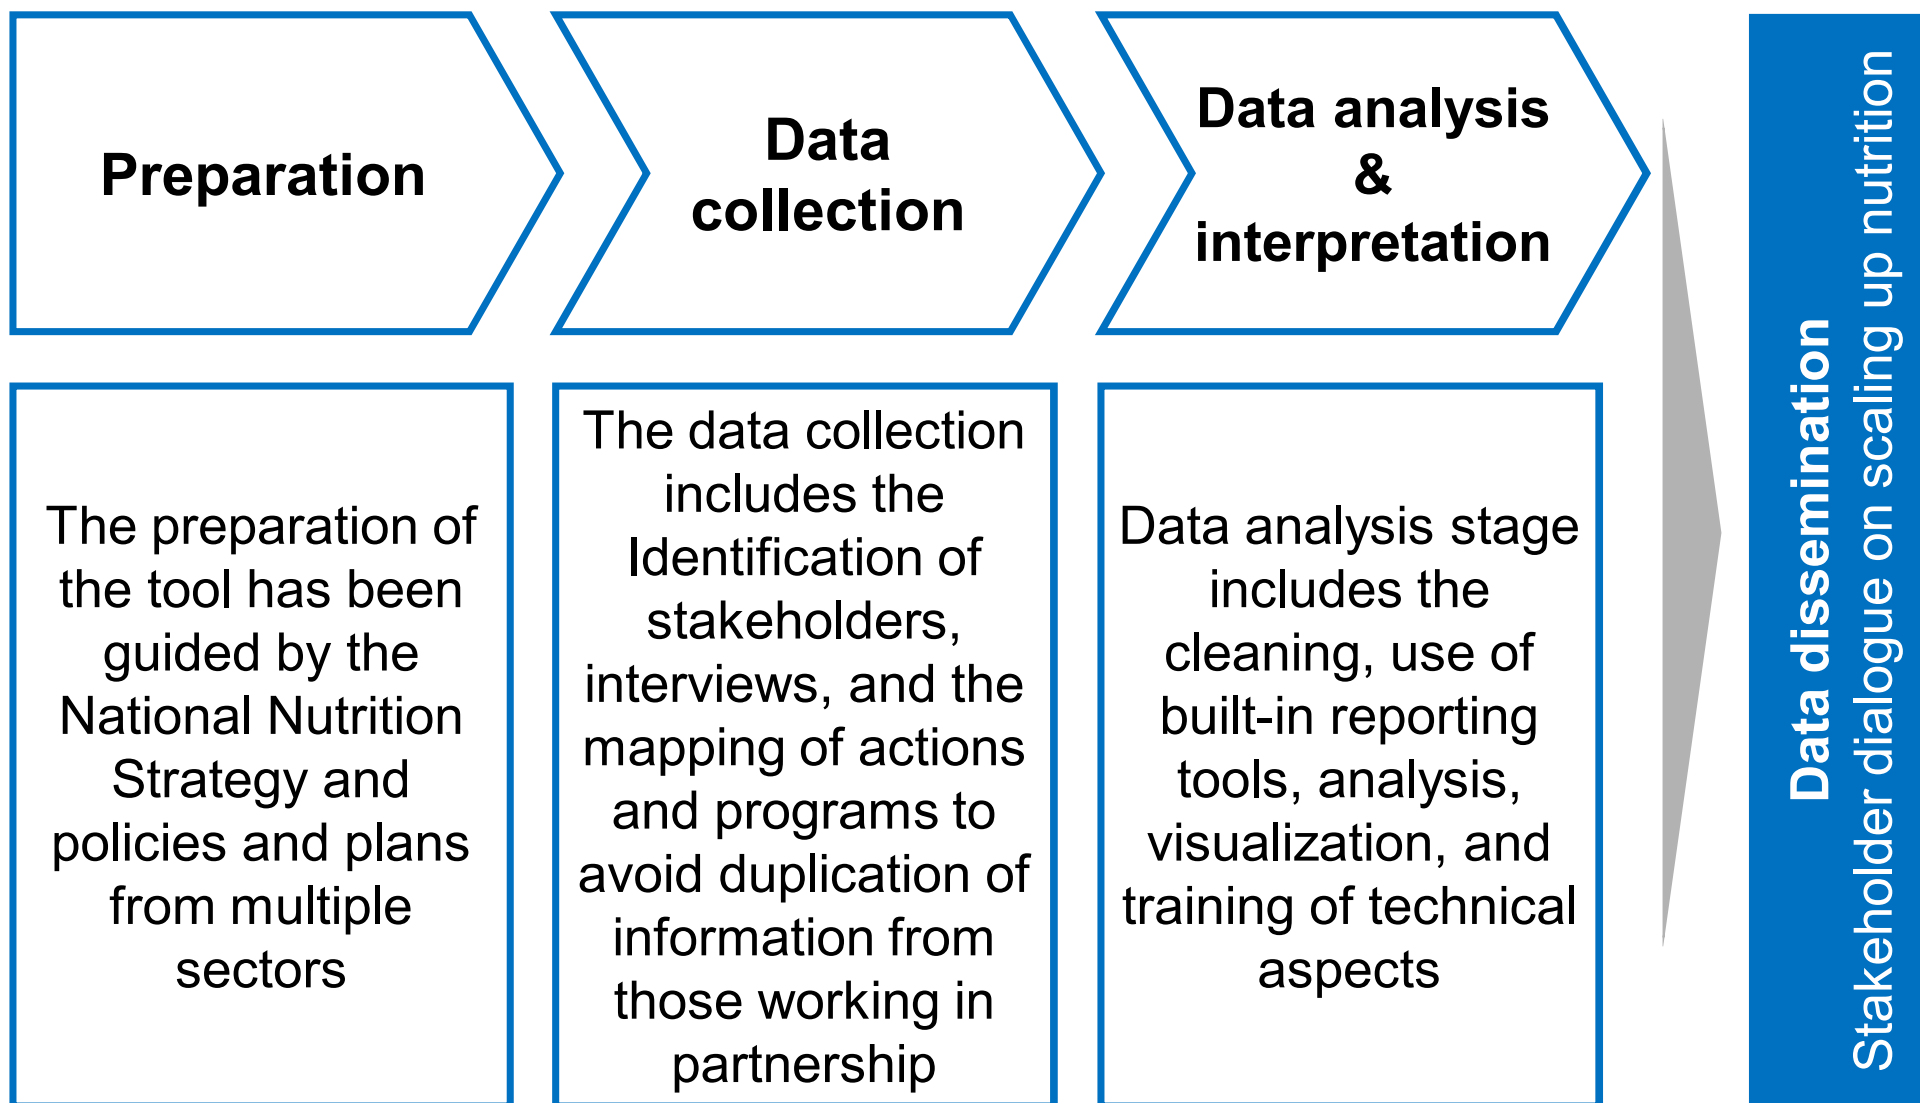 Preparation
Data
collection
Data analysis
&
interpretation
The preparation of
the tool has been
guided by the
National Nutrition
Strategy and
policies and plans
from multiple
sectors
The data collection
includes the
Identification of
stakeholders,
interviews, and the
mapping of actions
and programs to
avoid duplication of
information from
those working in
partnership
Data analysis stage
includes the
cleaning, use of
built-in reporting
tools, analysis,
visualization, and
training of technical
aspects
Data dissemination
Stakeholder dialogue on scaling up nutrition